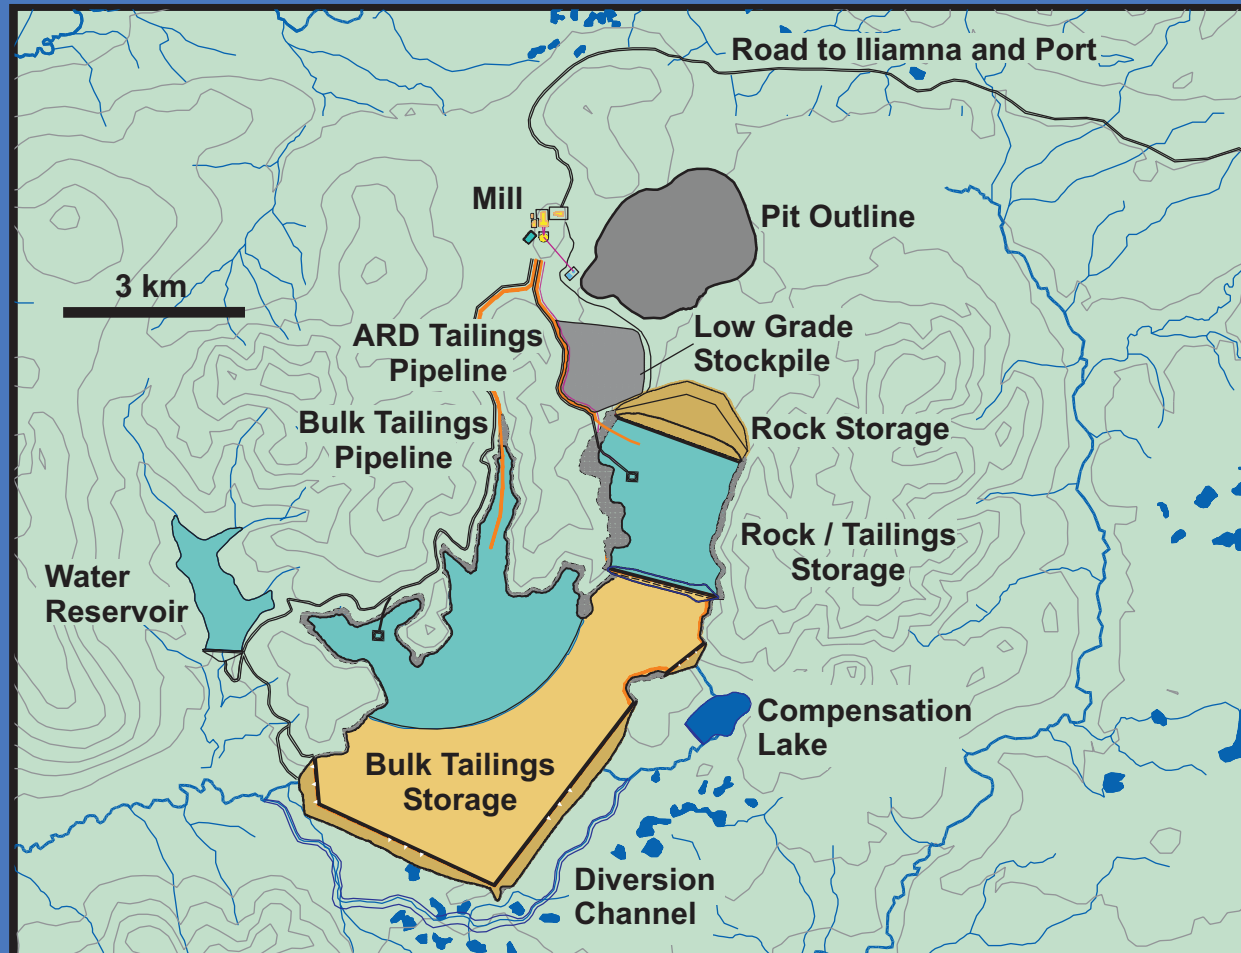 Road to Iliamna and Port
Mill
Pit Outline
3 km
ARD Tailings
Pipeline
Low Grade
Stockpile
Bulk Tailings
Pipeline
Rock Storage
Rock / Tailings
Storage
Water
Reservoir
Compensation
Lake
Bulk Tailings
Storage
Diversion
Channel